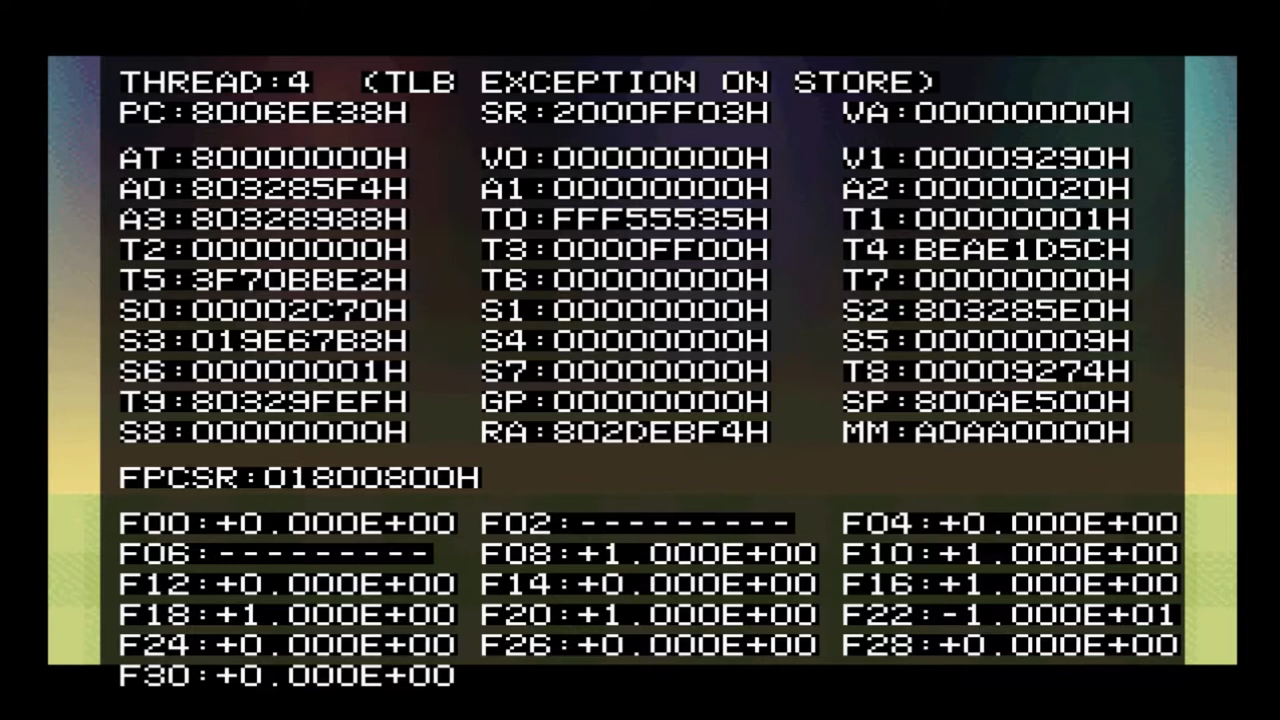 THREAD:4 (TLB EXCEPTION ON STORE)
PC:8006EE38H SR:2000FF03H VA:00000000H
AT:80000000H V0:00000000H V1:00009290H
A0:803285F4H A1:00000000H A2:00000020H
A3:80328988H T0:FFF55535H T1:00000001H
T2:00000000H T3:0000FF00H T4:BEAE1D5CH
T5:3F70BBE2H T6:00000000H T7:00000000H
S0:00002C70H S1:00000000H S2:803285E0H
S3:019E67B8H S4:00000000H S5:00000009H
S6:00000001H S7:00000000H T8:00009274H
T9:80329FEFH GP:00000000H SP:800AE500H
S8:00000000H RA:802DEBF4H MM:A0AA0000H
FPCSR:01800800H
F00:+0.000E+00 F02:--------- F04:+0.000E+00
F06:--------- F08:+1.000E+00 F10:+1.000E+00
F12:+0.000E+00 F14:+0.000E+00 F16:+1.000E+00
F18:+1.000E+00 F20:+1.000E+00 F22:-1.000E+01
F24:+0.000E+00 F26:+0.000E+00 F28:+0.000E+00
F30:+0.000E+00